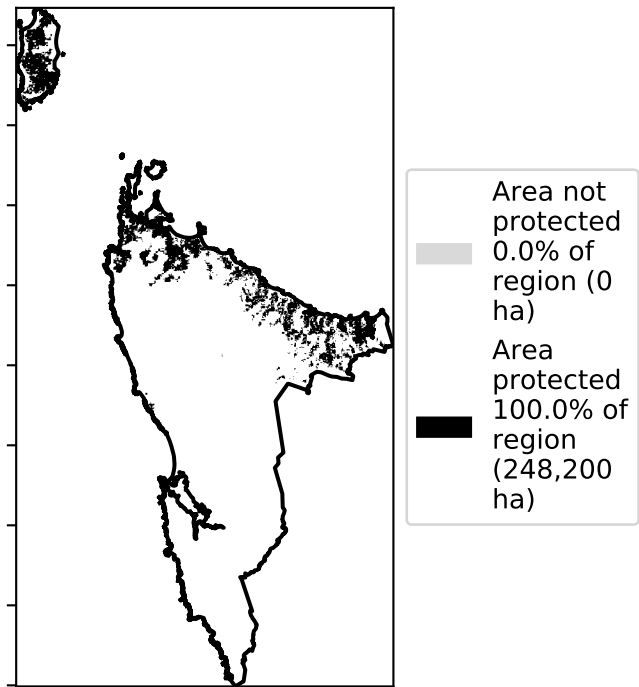 Area not
protected
0.0% of
region (0
ha)
Area
protected
100.0% of
region
(248,200
ha)